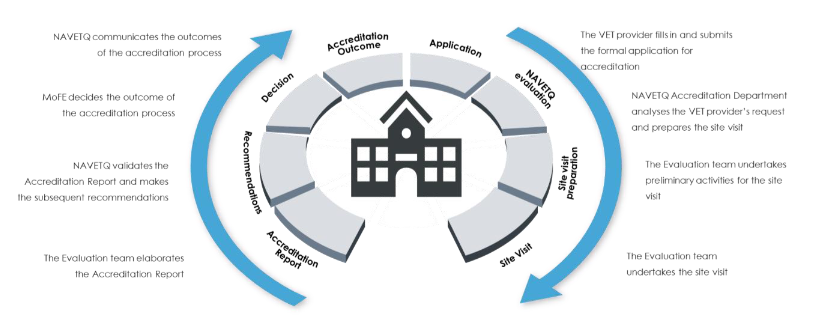 NAVETQ communicates the outcomes
of the accreditation process
MoFE decides the outcome of
the accreditation process
NAVETQ validates the
Accreditation Report and makes
the subsequent recommendations
The Evaluation team elaborates
the Accreditation Report
Accreditation
Outcome
Decision
Recommendations
Accreditation
Report
Application
NAVETQ
evaluation
Site visit
preparation
Site Visit
The VET provider fills in and submits
the formal application for
accreditation
NAVETQ Accreditation Department
analyses the VET provider's request
and prepares the site visit
The Evaluation team undertakes
preliminary activities for the site
visit
The Evaluation team
undertakes the site visit